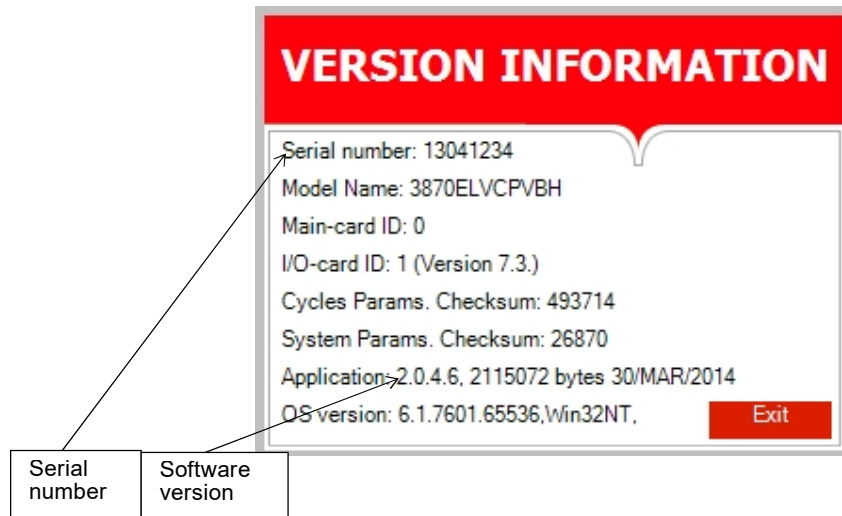 VERSION INFORMATION
Serial number: 13041234
Model Name: 3870ELVCPVBH
Main-card ID: 0
I/O-card ID: 1 (Version 7.3.)
Cycles Params. Checksum: 493714
System Params. Checksum: 26870
Application: 2.0.4.6, 2115072 bytes 30/MAR/2014
OS version: 6.1.7601.65536,Win32NT,
Exit
Serial
number
Software
version